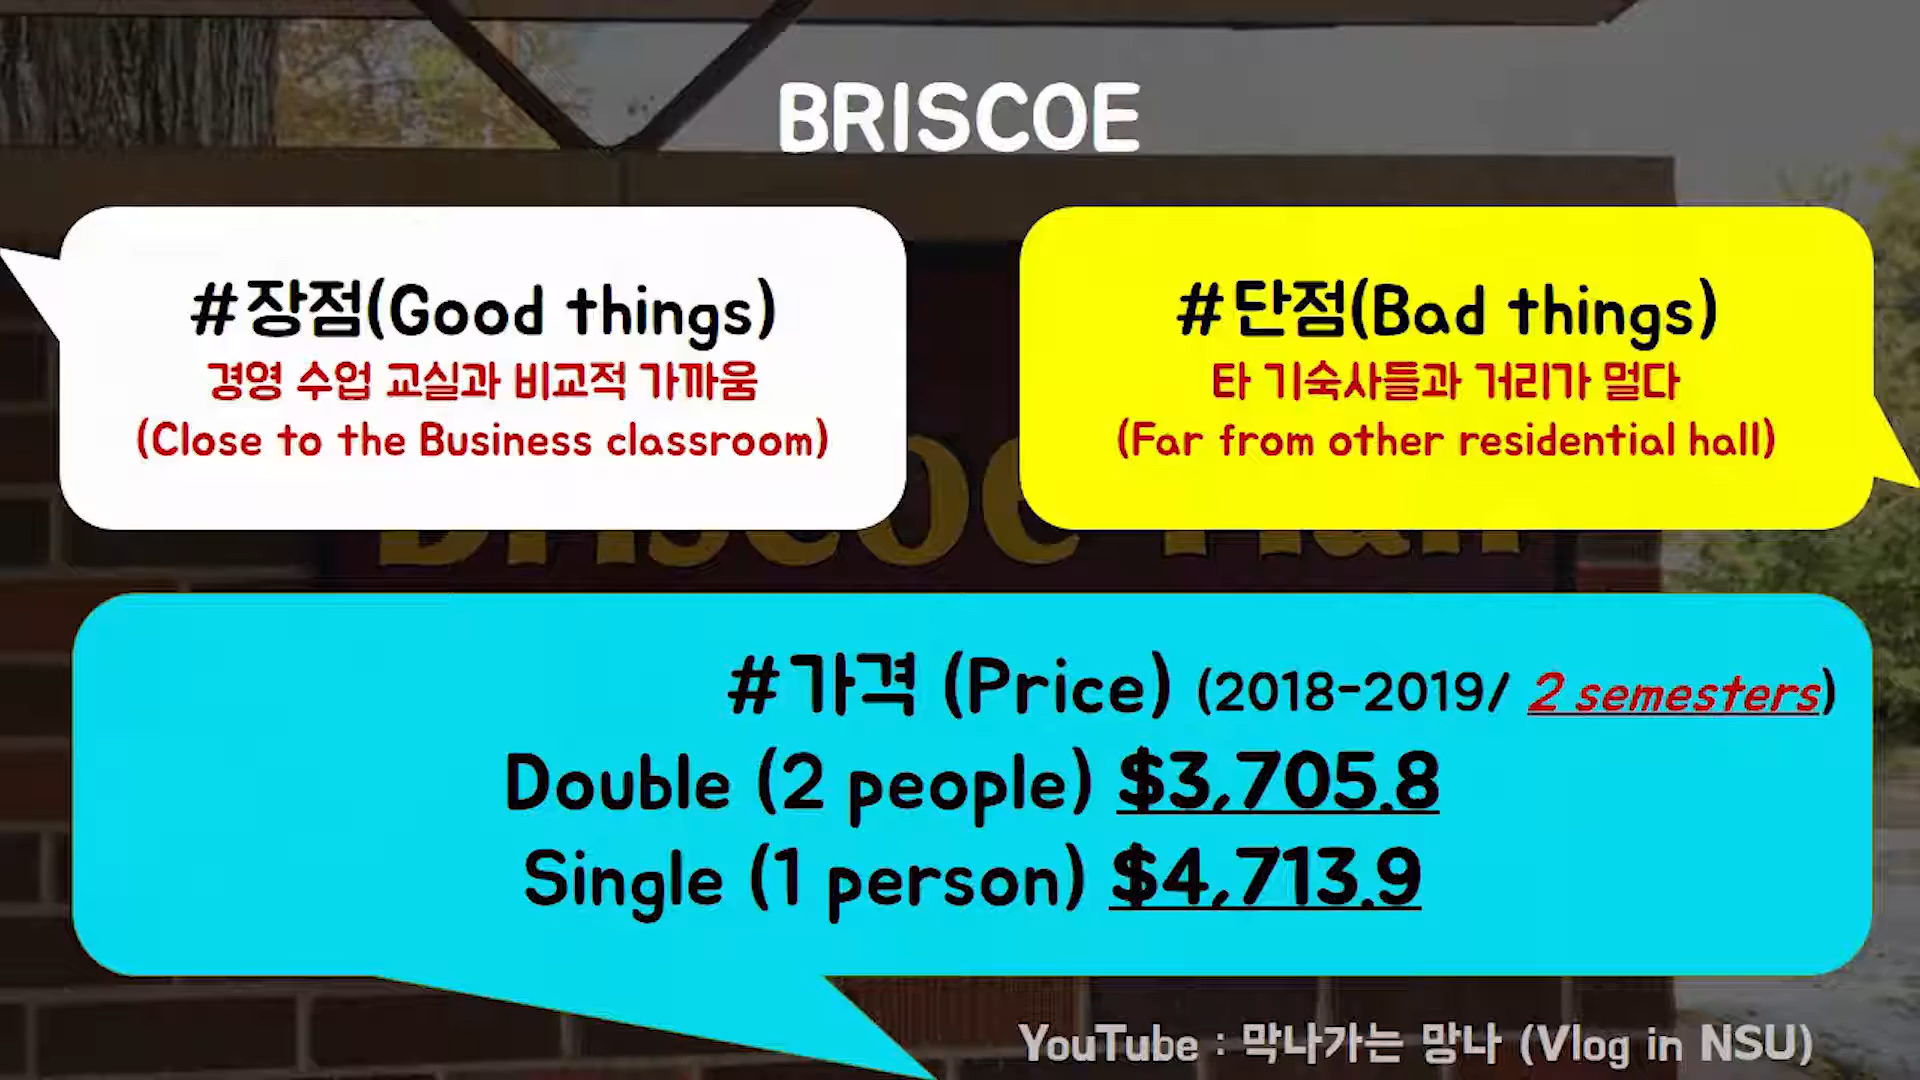 BRISCOE
#장점(Good things)
경영 수업 교실과 비교적 가까움
(Close to the Business classroom)
#단점(Bad things)
타 기숙사들과 거리가 멀다
(Far from other residential hall)
Briscoe Hall
#가격 (Price) (2018-2019/ 2 semesters)
Double (2 people) $3,705.8
Single (1 person) $4,713.9
YouTube : 막나가는 망나 (Vlog in NSU)